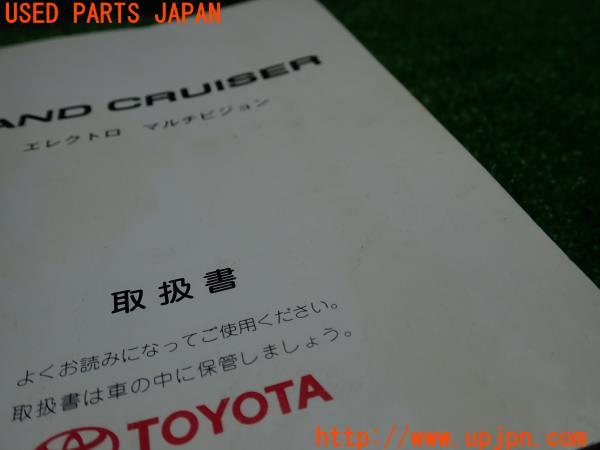 USED PARTS JAPAN
AND CRUISER
エレクトロ マルチビジョン
取扱書
よくお読みになってご使用ください。
取扱書は車の中に保管しましょう。
TOYOTA
http://www.upjpn.com